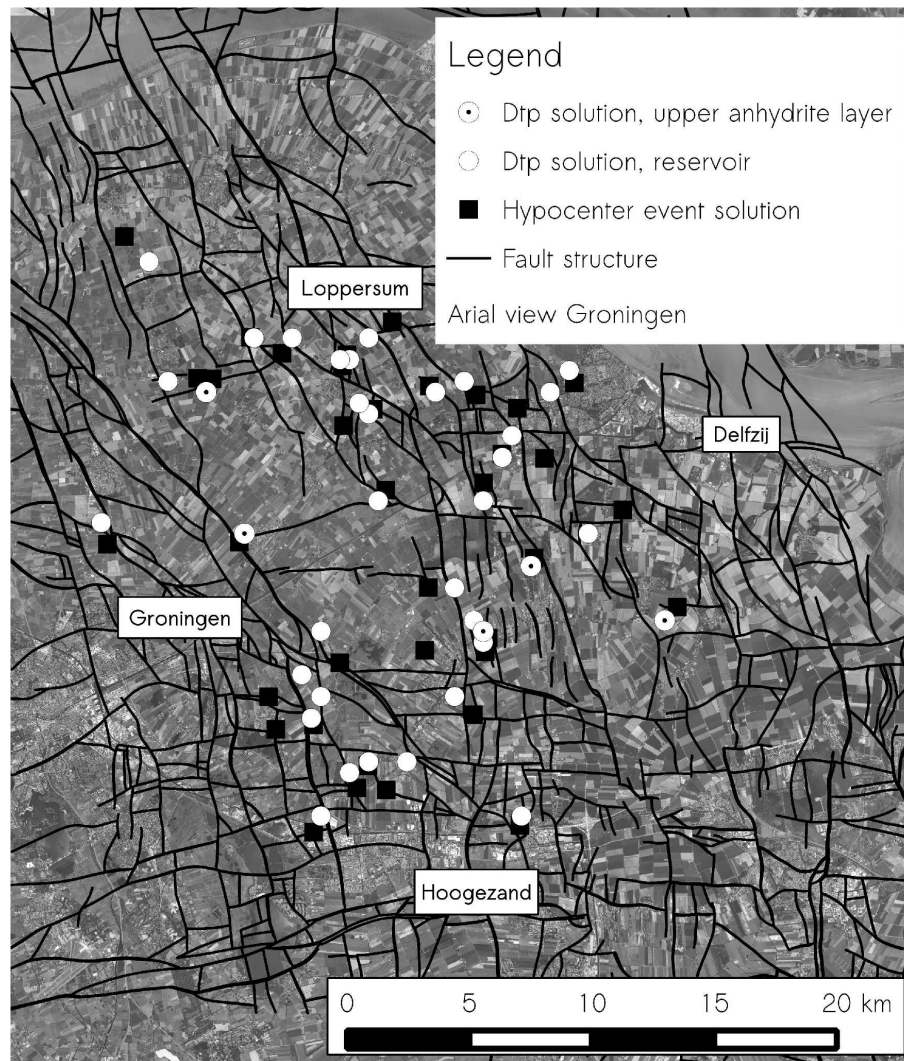 Legend
Dtp solution, upper anhydrite layer
Dtp solution, reservoir
Hypocenter event solution
Fault structure
Arial view Groningen
Loppersum
Delfzij
Groningen
Hoogezand
0 5 10 15 20 km